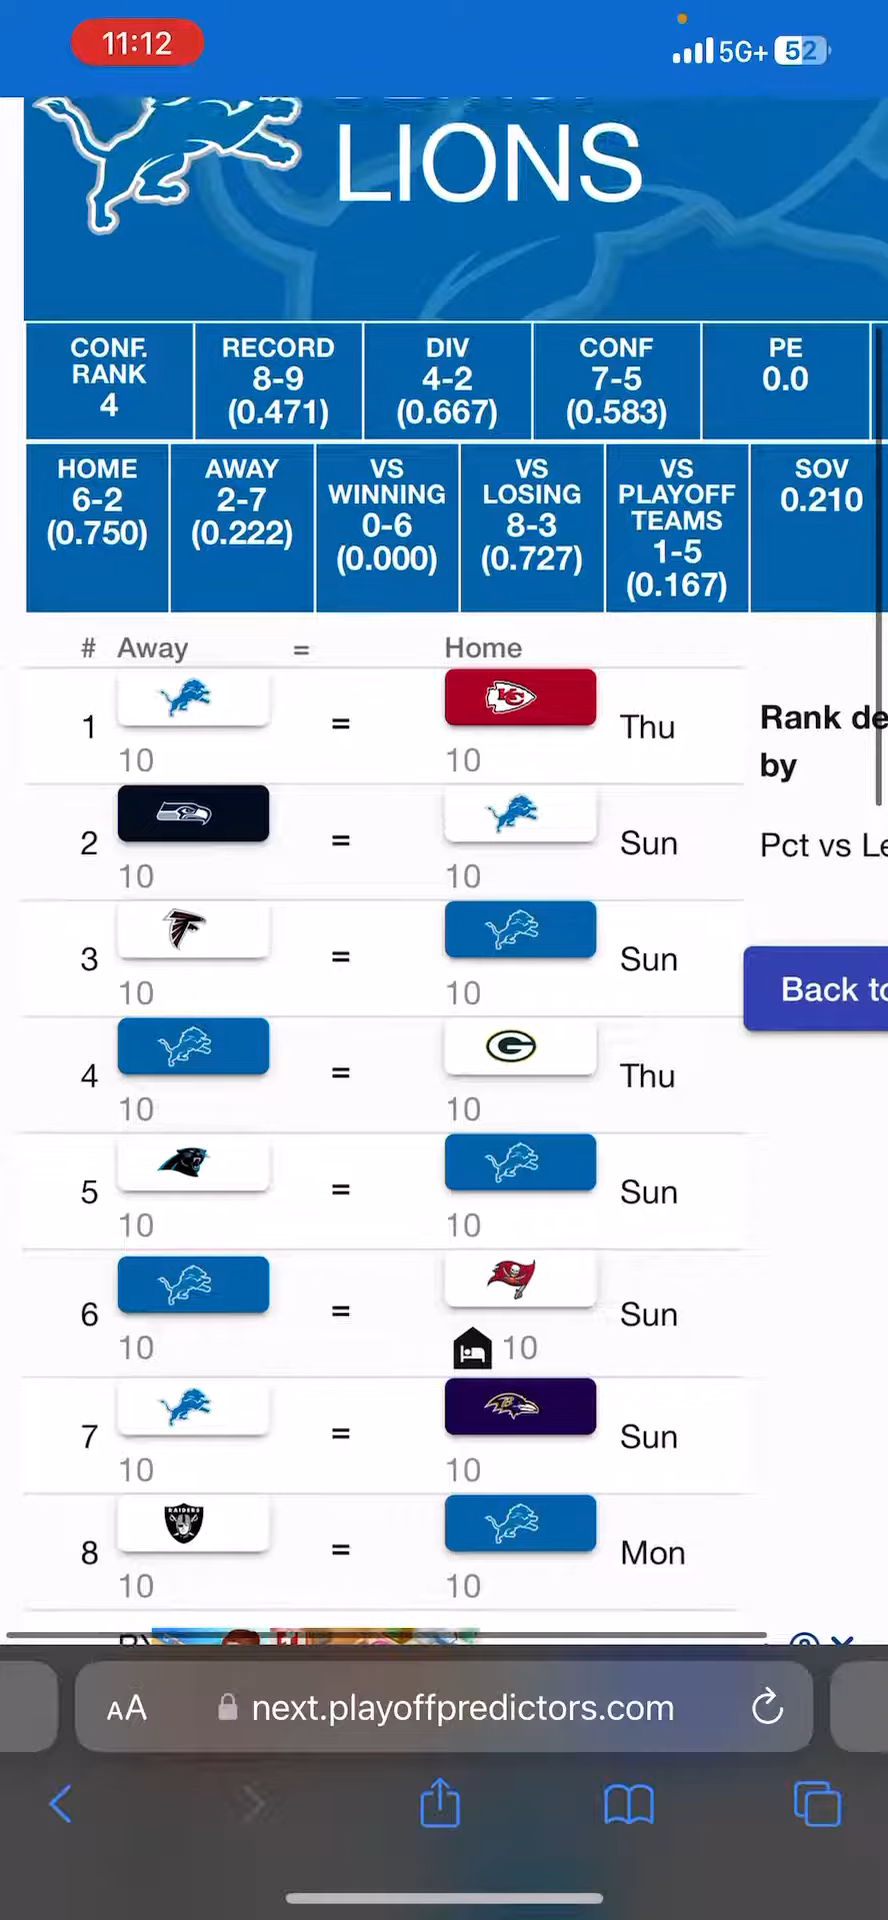 11:12
5G+ 52
LIONS
CONF. RANK 4
RECORD 8-9 (0.471)
DIV 4-2 (0.667)
CONF 7-5 (0.583)
PE 0.0
HOME 6-2 (0.750)
AWAY 2-7 (0.222)
VS WINNING 0-6 (0.000)
VS LOSING 8-3 (0.727)
VS PLAYOFF TEAMS 1-5 (0.167)
SOV 0.210
# Away = Home
1 = Thu
10 10
2 = Sun
10 10
3 = Sun
10 10
4 = Thu
10 10
5 = Sun
10 10
6 = Sun
10 10
7 = Sun
10 10
RAIDERS
8 = Mon
10 10
Rank de
by
Pct vs Le
Back to
AA next.playoffpredictors.com